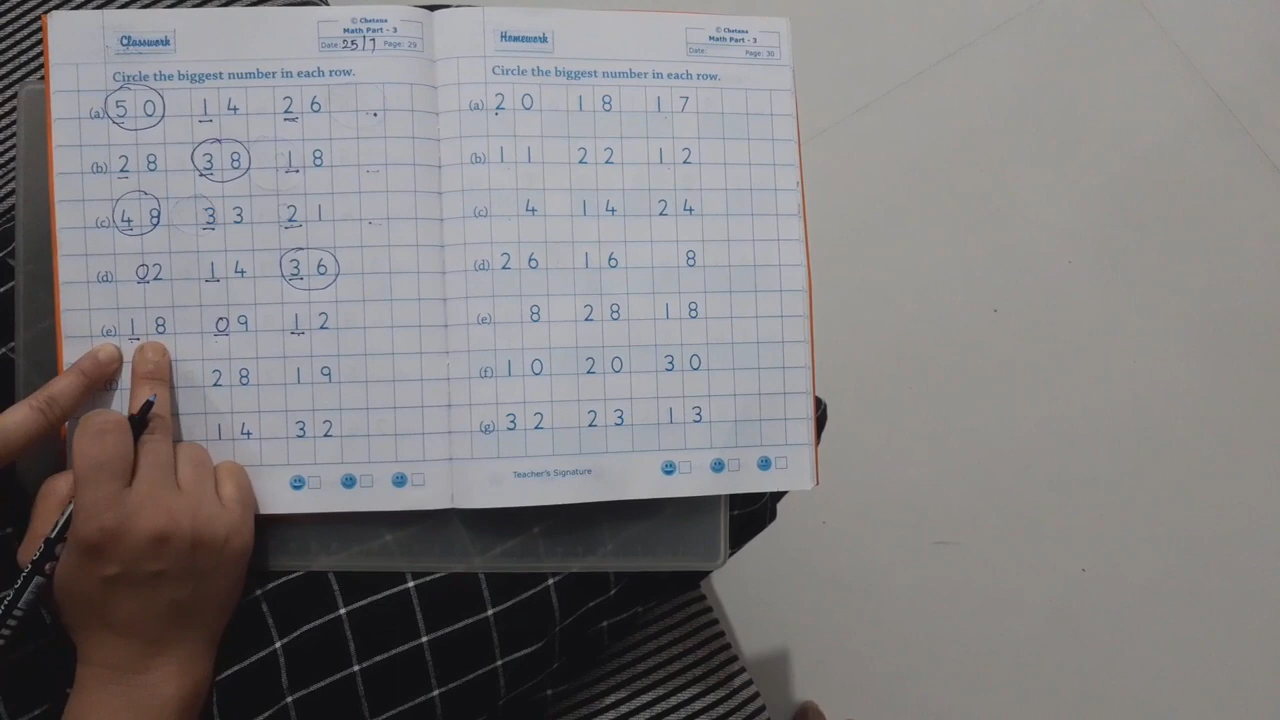 Classwork
© Chetana
Math Part - 3
Date: 25/7 Page: 29
Circle the biggest number in each row.
(a) 50 14 26
(b) 28 38 18
(c) 48 33 21
(d) 02 14 36
(e) 18 09 12
28 19
14 32
Homework
© Chetana
Math Part - 3
Date: Page: 30
Circle the biggest number in each row.
(a) 20 18 17
(b) 11 22 12
(c) 4 14 24
(d) 26 16 8
(e) 8 28 18
(f) 10 20 30
(g) 32 23 13
Teacher's Signature